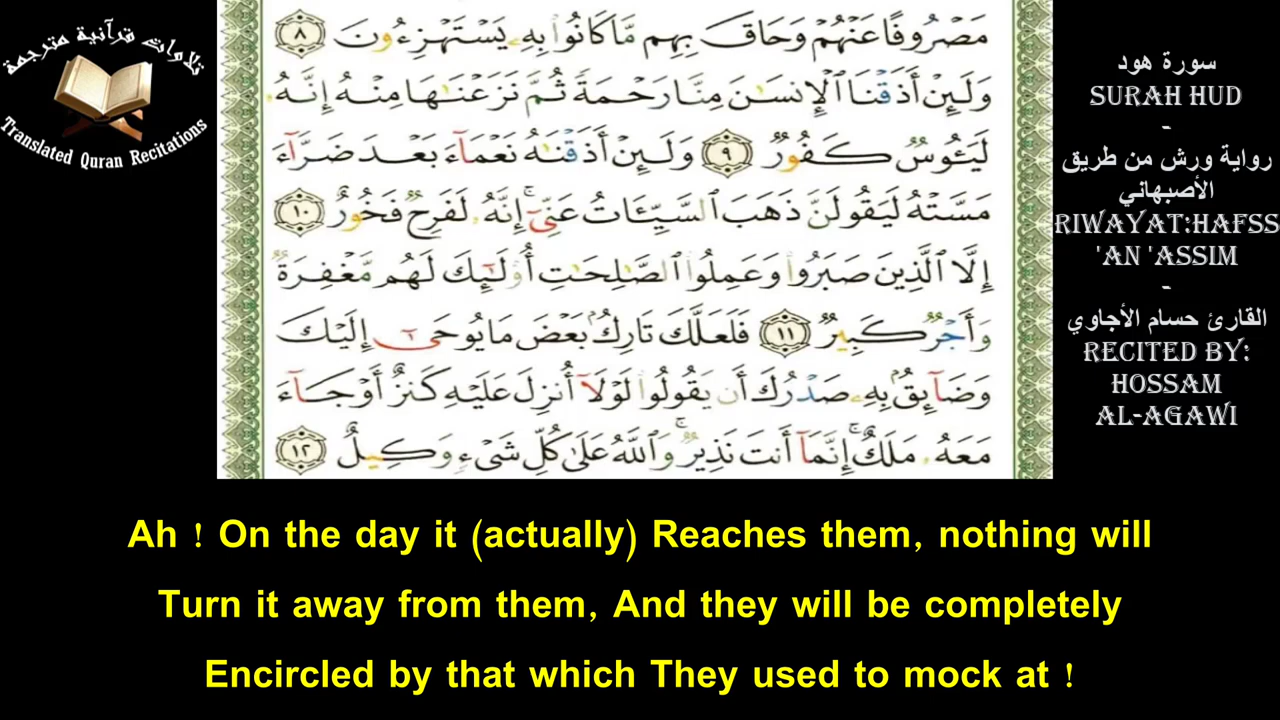 تلاوات قرآنية مترجمة
Translated Quran Recitations
مَصْرُوفًا عَنْهُمْ وَحَاقَ بِهِم مَّا كَانُوا۟ بِهِۦ يَسْتَهْزِءُونَ ٨
وَلَئِنْ أَذَقْنَا ٱلْإِنسَٰنَ مِنَّا رَحْمَةً ثُمَّ نَزَعْنَٰهَا مِنْهُ إِنَّهُۥ
لَيَـُٔوسٌ كَفُورٌ ٩ وَلَئِنْ أَذَقْنَٰهُ نَعْمَآءَ بَعْدَ ضَرَّآءَ
مَسَّتْهُ لَيَقُولَنَّ ذَهَبَ ٱلسَّيِّـَٔاتُ عَنِّىٓ ۚ إِنَّهُۥ لَفَرِحٌ فَخُورٌ ١٠
إِلَّا ٱلَّذِينَ صَبَرُوا۟ وَعَمِلُوا۟ ٱلصَّٰلِحَٰتِ أُو۟لَٰٓئِكَ لَهُم مَّغْفِرَةٌ
وَأَجْرٌ كَبِيرٌ ١١ فَلَعَلَّكَ تَارِكٌۢ بَعْضَ مَا يُوحَىٰٓ إِلَيْكَ
وَضَآئِقٌۢ بِهِۦ صَدْرُكَ أَن يَقُولُوا۟ لَوْلَآ أُنزِلَ عَلَيْهِ كَنزٌ أَوْ جَآءَ
مَعَهُۥ مَلَكٌ ۚ إِنَّمَآ أَنتَ نَذِيرٌ ۚ وَٱللَّهُ عَلَىٰ كُلِّ شَىْءٍ وَكِيلٌ ١٢
سورة هود
SURAH HUD
-
رواية ورش من طريق
الأصبهاني
RIWAYAT:HAFSS
'AN 'ASSIM
-
القارئ حسام الأجاوي
RECITED BY:
HOSSAM
AL-AGAWI
Ah ! On the day it (actually) Reaches them, nothing will
Turn it away from them, And they will be completely
Encircled by that which They used to mock at !